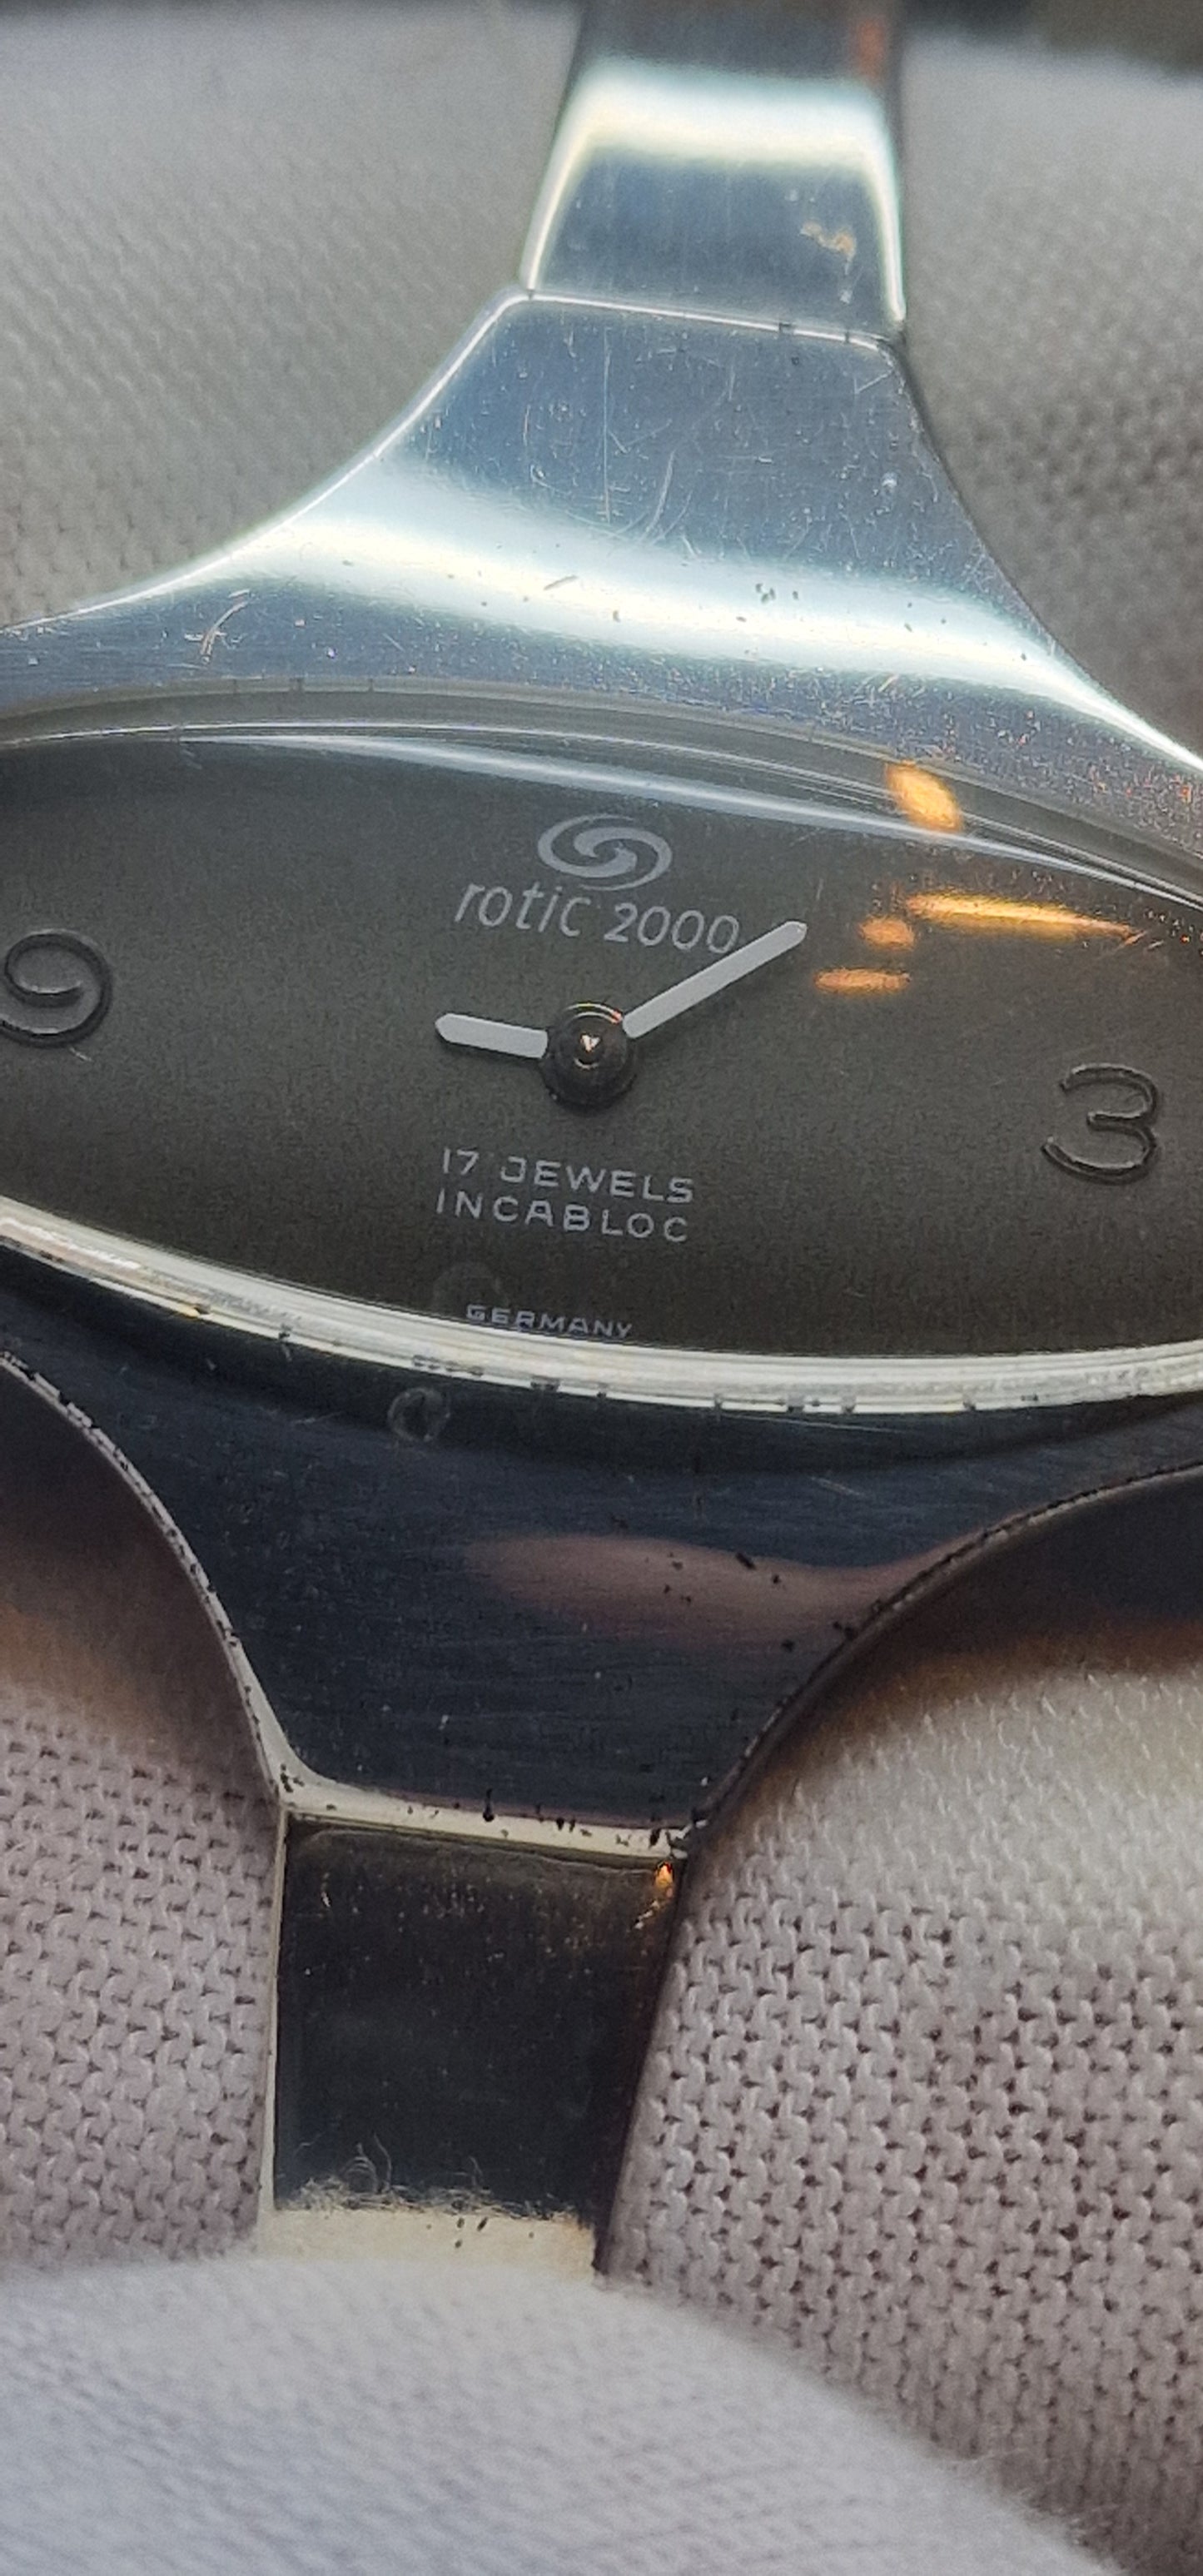 rotic 2000
9
3
17 JEWELS
INCABLOC
GERMANY